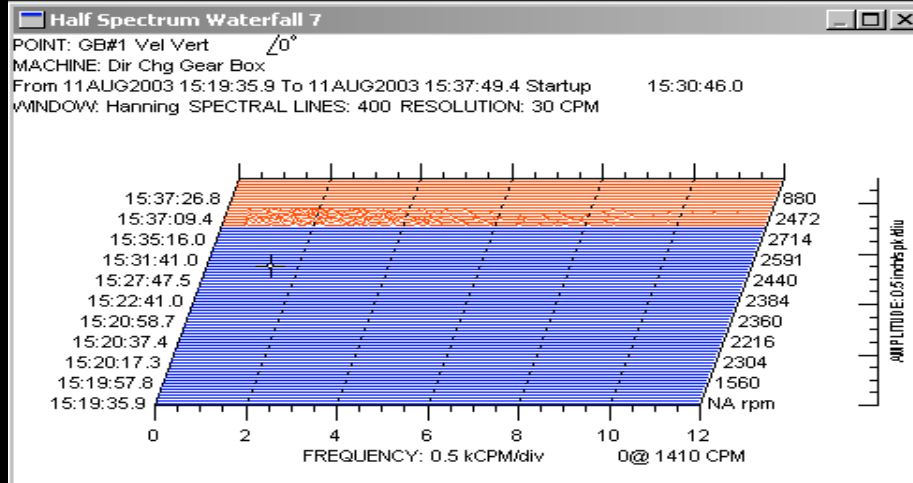 Half Spectrum Waterfall 7
POINT: GB#1 Vel Vert ∠0°
MACHINE: Dir Chg Gear Box
From 11AUG2003 15:19:35.9 To 11AUG2003 15:37:49.4 Startup 15:30:46.0
WINDOW: Hanning SPECTRAL LINES: 400 RESOLUTION: 30 CPM
15:37:26.8 880
15:37:09.4 2472
15:35:16.0 2714
15:31:41.0 2591
15:27:47.5 2440
15:22:41.0 2384
15:20:58.7 2360
15:20:37.4 2216
15:20:17.3 2304
15:19:57.8 1560
15:19:35.9 NA rpm
0 2 4 6 8 10 12
FREQUENCY: 0.5 kCPM/div 0@ 1410 CPM
AMPLITUDE: 0.5 inch/s pk/div